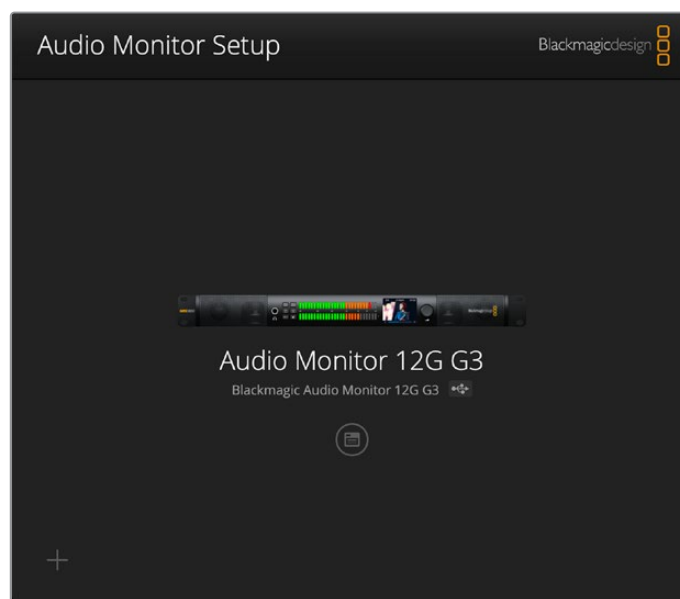 Audio Monitor Setup
Blackmagicdesign
Audio Monitor 12G G3
Blackmagic Audio Monitor 12G G3